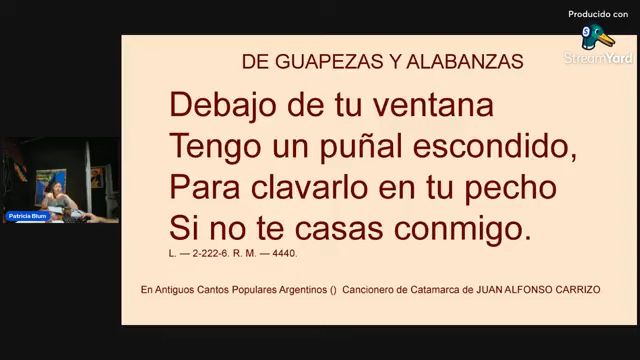 Producido con
StreamYard
DE GUAPEZAS Y ALABANZAS
Debajo de tu ventana
Tengo un puñal escondido,
Para clavarlo en tu pecho
Si no te casas conmigo.
L. — 2-222-6. R. M. — 4440.
En Antiguos Cantos Populares Argentinos () Cancionero de Catamarca de JUAN ALFONSO CARRIZO
Patricia Blum